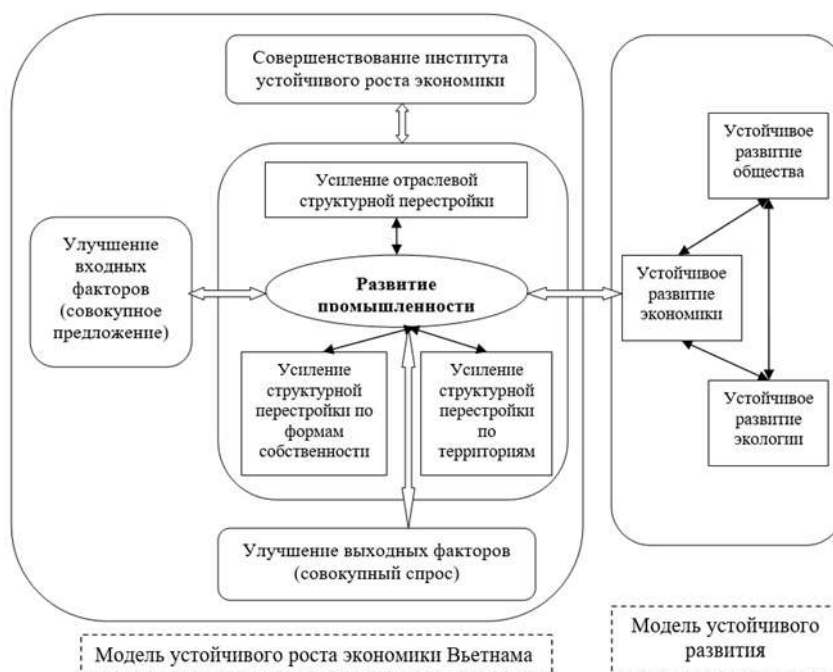 Совершенствование института
устойчивого роста экономики
Усиление отраслевой
структурной перестройки
Улучшение
входных
факторов
(совокупное
предложение)
Развитие
промышленности
Усиление
структурной
перестройки по
формам
собственности
Усиление
структурной
перестройки
по
территориям
Улучшение выходных факторов
(совокупный спрос)
Модель устойчивого роста экономики Вьетнама
Устойчивое
развитие
общества
Устойчивое
развитие
экономики
Устойчивое
развитие
экологии
Модель устойчивого
развития